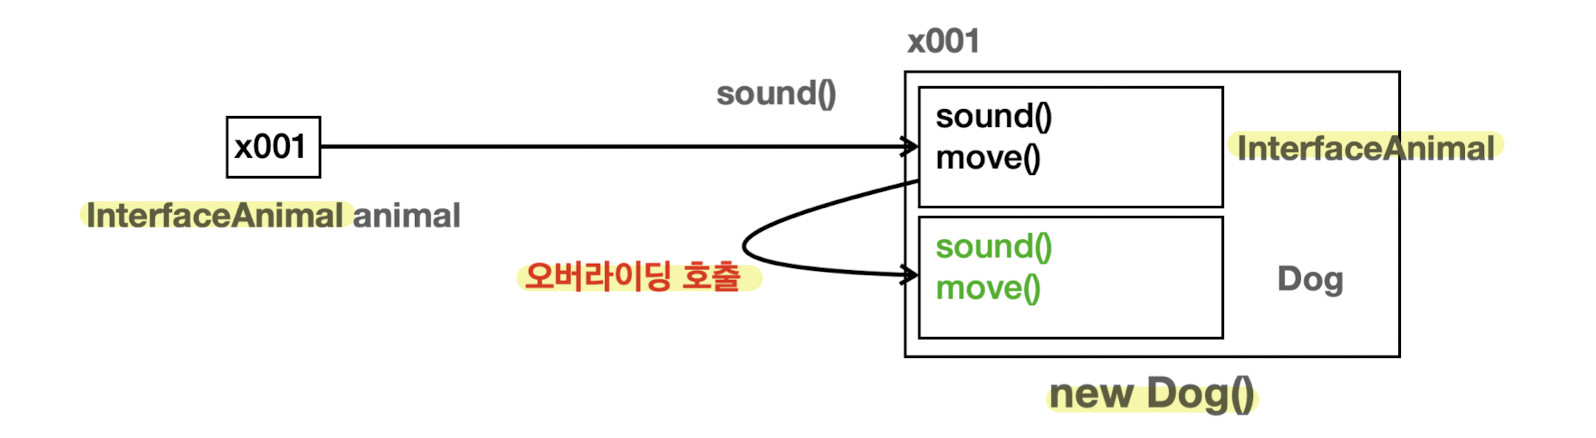 x001
sound()
x001
sound()
move()
InterfaceAnimal
InterfaceAnimal animal
오버라이딩 호출
sound()
move()
Dog
new Dog()